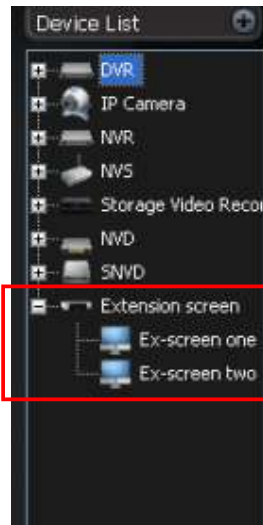 Device List
DVR
IP Camera
NVR
NVS
Storage Video Recor
NVD
SNVD
Extension screen
Ex-screen one
Ex-screen two